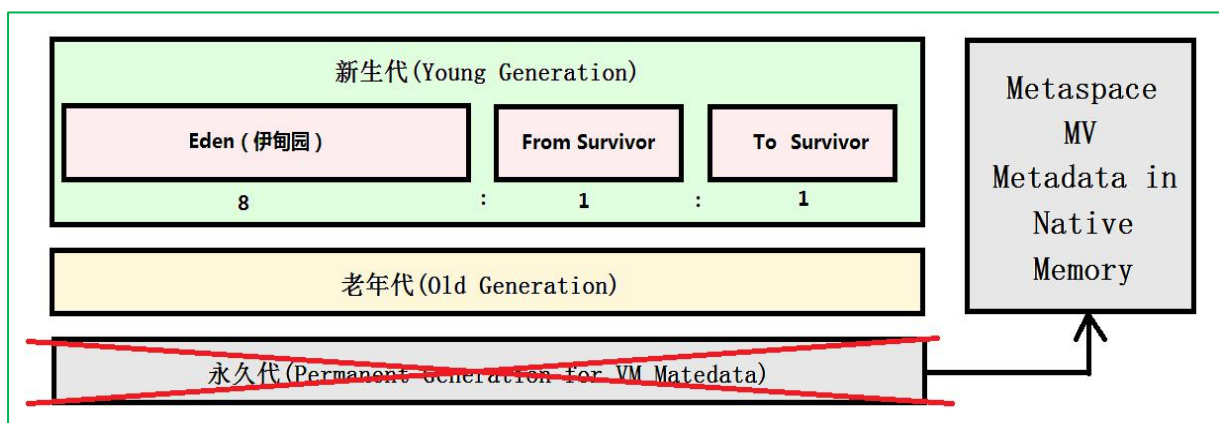 新生代(Young Generation)
Eden（伊甸园）
From Survivor
To Survivor
8 : 1 : 1
老年代(Old Generation)
永久代(Permanent Generation for VM Matedata)
Metaspace
MV
Metadata in
Native
Memory